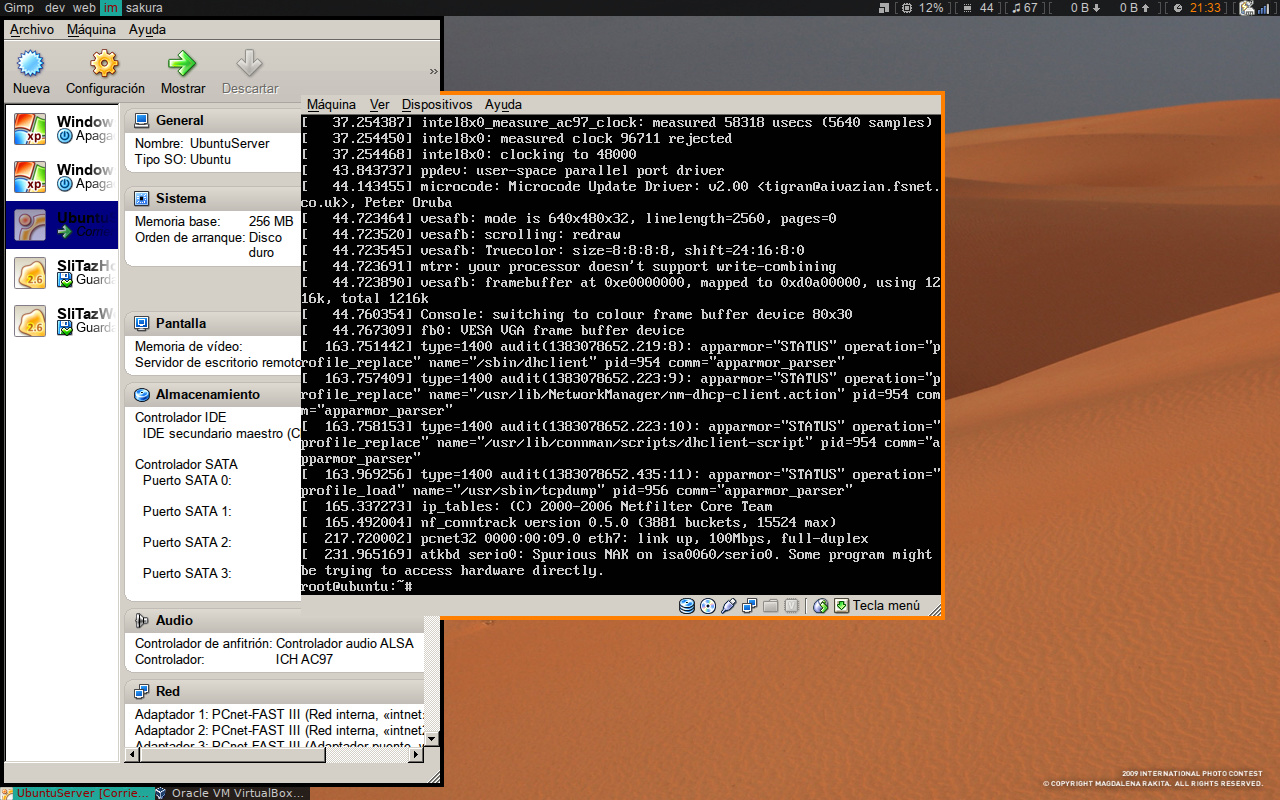 Gimp dev web im sakura
12% ] [ 44 ] [ 67 ] [ 0 B 0 B ] [ 21:33 ] [
Archivo Máquina Ayuda
Nueva Configuración Mostrar Descartar »
Window
Apaga
Window
Apaga
Ubuntu
Corrie
SliTazHo
Guarda
SliTazW
Guarda
General
Nombre: UbuntuServer
Tipo SO: Ubuntu
Sistema
Memoria base: 256 MB
Orden de arranque: Disco
duro
Pantalla
Memoria de vídeo:
Servidor de escritorio remoto
Almacenamiento
Controlador IDE
IDE secundario maestro (C
Controlador SATA
Puerto SATA 0:
Puerto SATA 1:
Puerto SATA 2:
Puerto SATA 3:
Audio
Controlador de anfitrión: Controlador audio ALSA
Controlador: ICH AC97
Red
Adaptador 1: PCnet-FAST III (Red interna, «intnet:
Adaptador 2: PCnet-FAST III (Red interna, «intnet2
Adaptador 3: PCnet-FAST III (Adaptador puente,
Máquina Ver Dispositivos Ayuda
[   37.254387] intel8x0_measure_ac97_clock: measured 58318 usecs (5640 samples)
[   37.254450] intel8x0: measured clock 96711 rejected
[   37.254468] intel8x0: clocking to 48000
[   43.843737] ppdev: user-space parallel port driver
[   44.143455] microcode: Microcode Update Driver: v2.00 <tigran@aivazian.fsnet.
co.uk>, Peter Oruba
[   44.723464] vesafb: mode is 640x480x32, linelength=2560, pages=0
[   44.723520] vesafb: scrolling: redraw
[   44.723545] vesafb: Truecolor: size=8:8:8:8, shift=24:16:8:0
[   44.723691] mtrr: your processor doesn't support write-combining
[   44.723890] vesafb: framebuffer at 0xe0000000, mapped to 0xd0a00000, using 12
16k, total 1216k
[   44.760354] Console: switching to colour frame buffer device 80x30
[   44.767309] fb0: VESA VGA frame buffer device
[  163.751442] type=1400 audit(1383078652.219:8): apparmor="STATUS" operation="p
rofile_replace" name="/sbin/dhclient" pid=954 comm="apparmor_parser"
[  163.757409] type=1400 audit(1383078652.223:9): apparmor="STATUS" operation="p
rofile_replace" name="/usr/lib/NetworkManager/nm-dhcp-client.action" pid=954 com
m="apparmor_parser"
[  163.758153] type=1400 audit(1383078652.223:10): apparmor="STATUS" operation="
profile_replace" name="/usr/lib/connman/scripts/dhclient-script" pid=954 comm="a
pparmor_parser"
[  163.969256] type=1400 audit(1383078652.435:11): apparmor="STATUS" operation="
profile_load" name="/usr/sbin/tcpdump" pid=956 comm="apparmor_parser"
[  165.337273] ip_tables: (C) 2000-2006 Netfilter Core Team
[  165.492004] nf_conntrack version 0.5.0 (3881 buckets, 15524 max)
[  217.720002] pcnet32 0000:00:09.0 eth7: link up, 100Mbps, full-duplex
[  231.965169] atkbd serio0: Spurious NAK on isa0060/serio0. Some program might
be trying to access hardware directly.
root@ubuntu:~#
Tecla menú
2009 INTERNATIONAL PHOTO CONTEST
© COPYRIGHT MAGDALENA RAKITA. ALL RIGHTS RESERVED.
UbuntuServer [Corrie... Oracle VM VirtualBox...